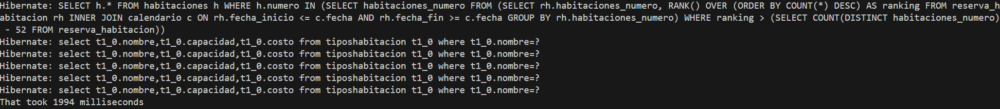 Hibernate: SELECT h.* FROM habitaciones h WHERE h.numero IN (SELECT habitaciones_numero FROM (SELECT rh.habitaciones_numero, RANK() OVER (ORDER BY COUNT(*) DESC) AS ranking FROM reserva_h
abitacion rh INNER JOIN calendario c ON rh.fecha_inicio <= c.fecha AND rh.fecha_fin >= c.fecha GROUP BY rh.habitaciones_numero) WHERE ranking > (SELECT COUNT(DISTINCT habitaciones_numero)
 - 52 FROM reserva_habitacion))
Hibernate: select t1_0.nombre,t1_0.capacidad,t1_0.costo from tiposhabitacion t1_0 where t1_0.nombre=?
Hibernate: select t1_0.nombre,t1_0.capacidad,t1_0.costo from tiposhabitacion t1_0 where t1_0.nombre=?
Hibernate: select t1_0.nombre,t1_0.capacidad,t1_0.costo from tiposhabitacion t1_0 where t1_0.nombre=?
Hibernate: select t1_0.nombre,t1_0.capacidad,t1_0.costo from tiposhabitacion t1_0 where t1_0.nombre=?
Hibernate: select t1_0.nombre,t1_0.capacidad,t1_0.costo from tiposhabitacion t1_0 where t1_0.nombre=?
That took 1994 milliseconds